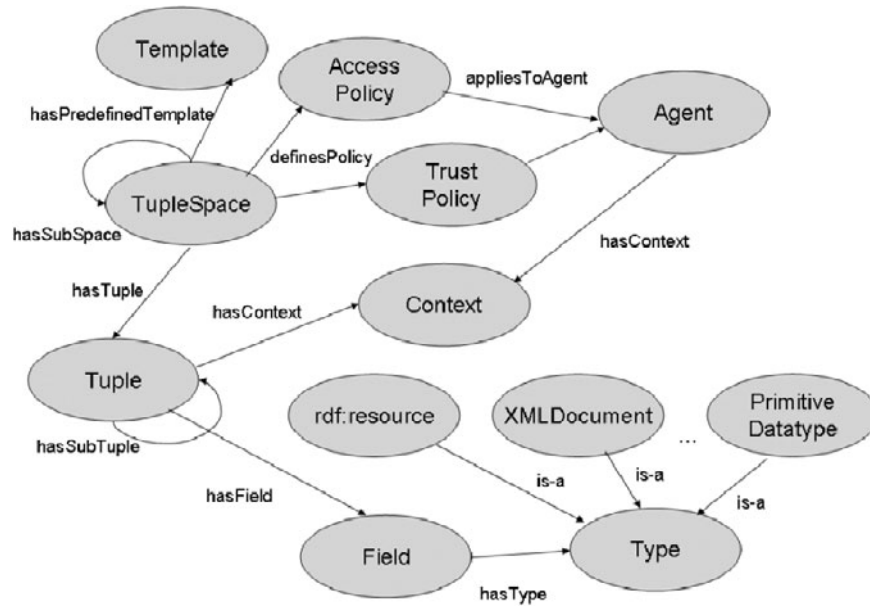 Template
Access
Policy
appliesToAgent
Agent
hasPredefinedTemplate
definesPolicy
Trust
Policy
TupleSpace
hasSubSpace
hasContext
hasTuple
hasContext
Context
Tuple
rdf:resource
XMLDocument
...
Primitive
Datatype
hasSubTuple
is-a
is-a
is-a
hasField
Field
hasType
Type